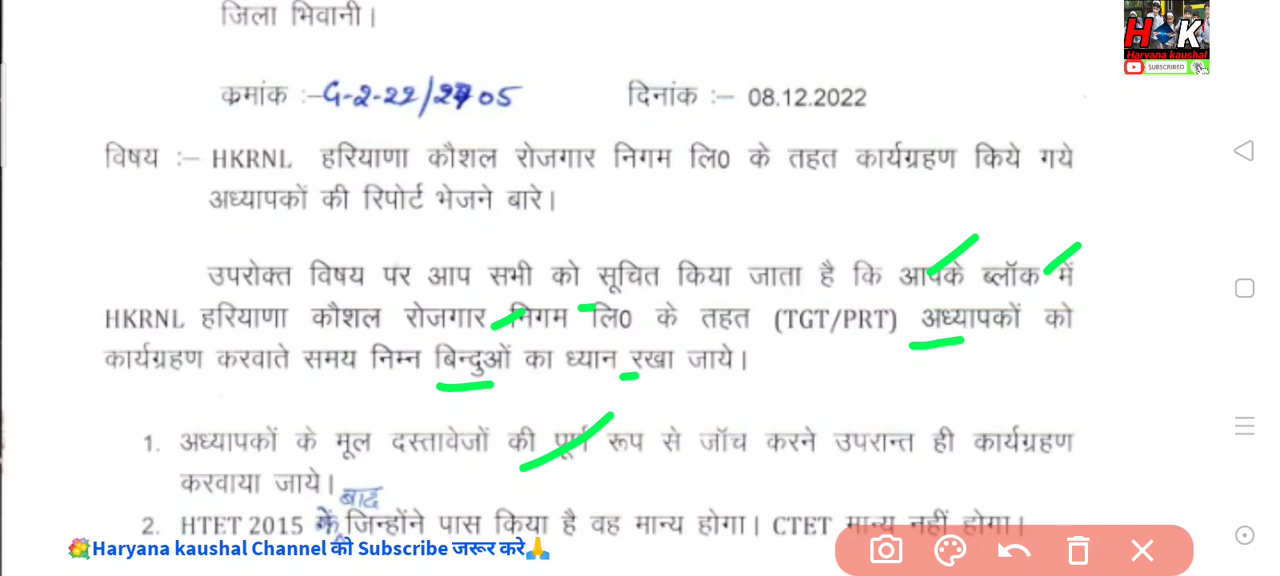 जिला भिवानी।
H K
Haryana kaushal
SUBSCRIBED
कमांक :- G-2-22/2705 दिनांक :- 08.12.2022
विषय :- HKRNL हरियाणा कौशल रोजगार निगम लि0 के तहत कार्यग्रहण किये गये
अध्यापकों की रिपोर्ट भेजने बारे।
उपरोक्त विषय पर आप सभी को सूचित किया जाता है कि आपके ब्लॉक में
HKRNL हरियाणा कौशल रोजगार निगम लि0 के तहत (TGT/PRT) अध्यापकों को
कार्यग्रहण करवाते समय निम्न बिन्दुओं का ध्यान रखा जाये।
1. अध्यापकों के मूल दस्तावेजों की पूर्ण रूप से जॉच करने उपरान्त ही कार्यग्रहण
करवाया जाये।
बाद
2. HTET 2015 के जिन्होंने पास किया है वह मान्य होगा। CTET मान्य नहीं होगा।
Haryana kaushal Channel को Subscribe जरूर करे